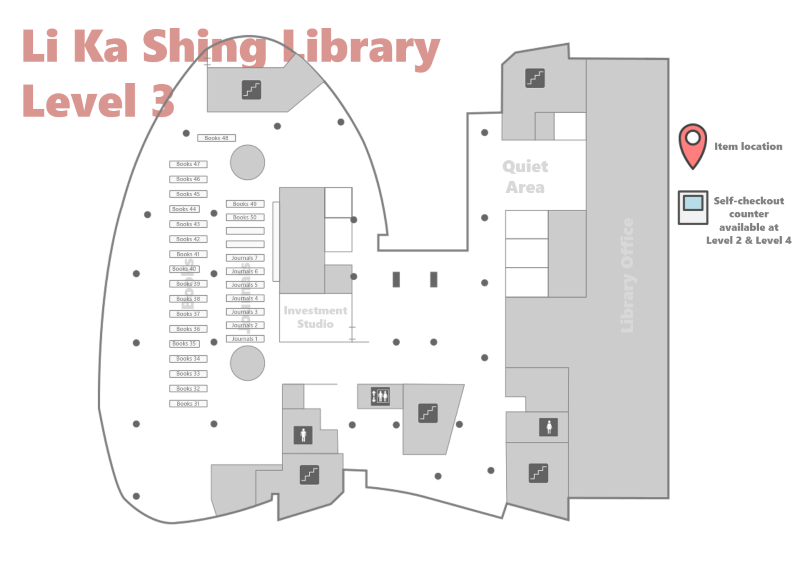 Li Ka Shing Library
Level 3
Books 48
Books 47
Books 46
Books 45
Books 44
Books 43
Books 42
Books 41
Books 40
Books 39
Books 38
Books 37
Books 36
Books 35
Books 34
Books 33
Books 32
Books 31
Books
Books 49
Books 50
Journals 7
Journals 6
Journals 5
Journals 4
Journals 3
Journals 2
Journals 1
Journals
Investment
Studio
Quiet
Area
Library Office
Item location
Self-checkout
counter
available at
Level 2 & Level 4